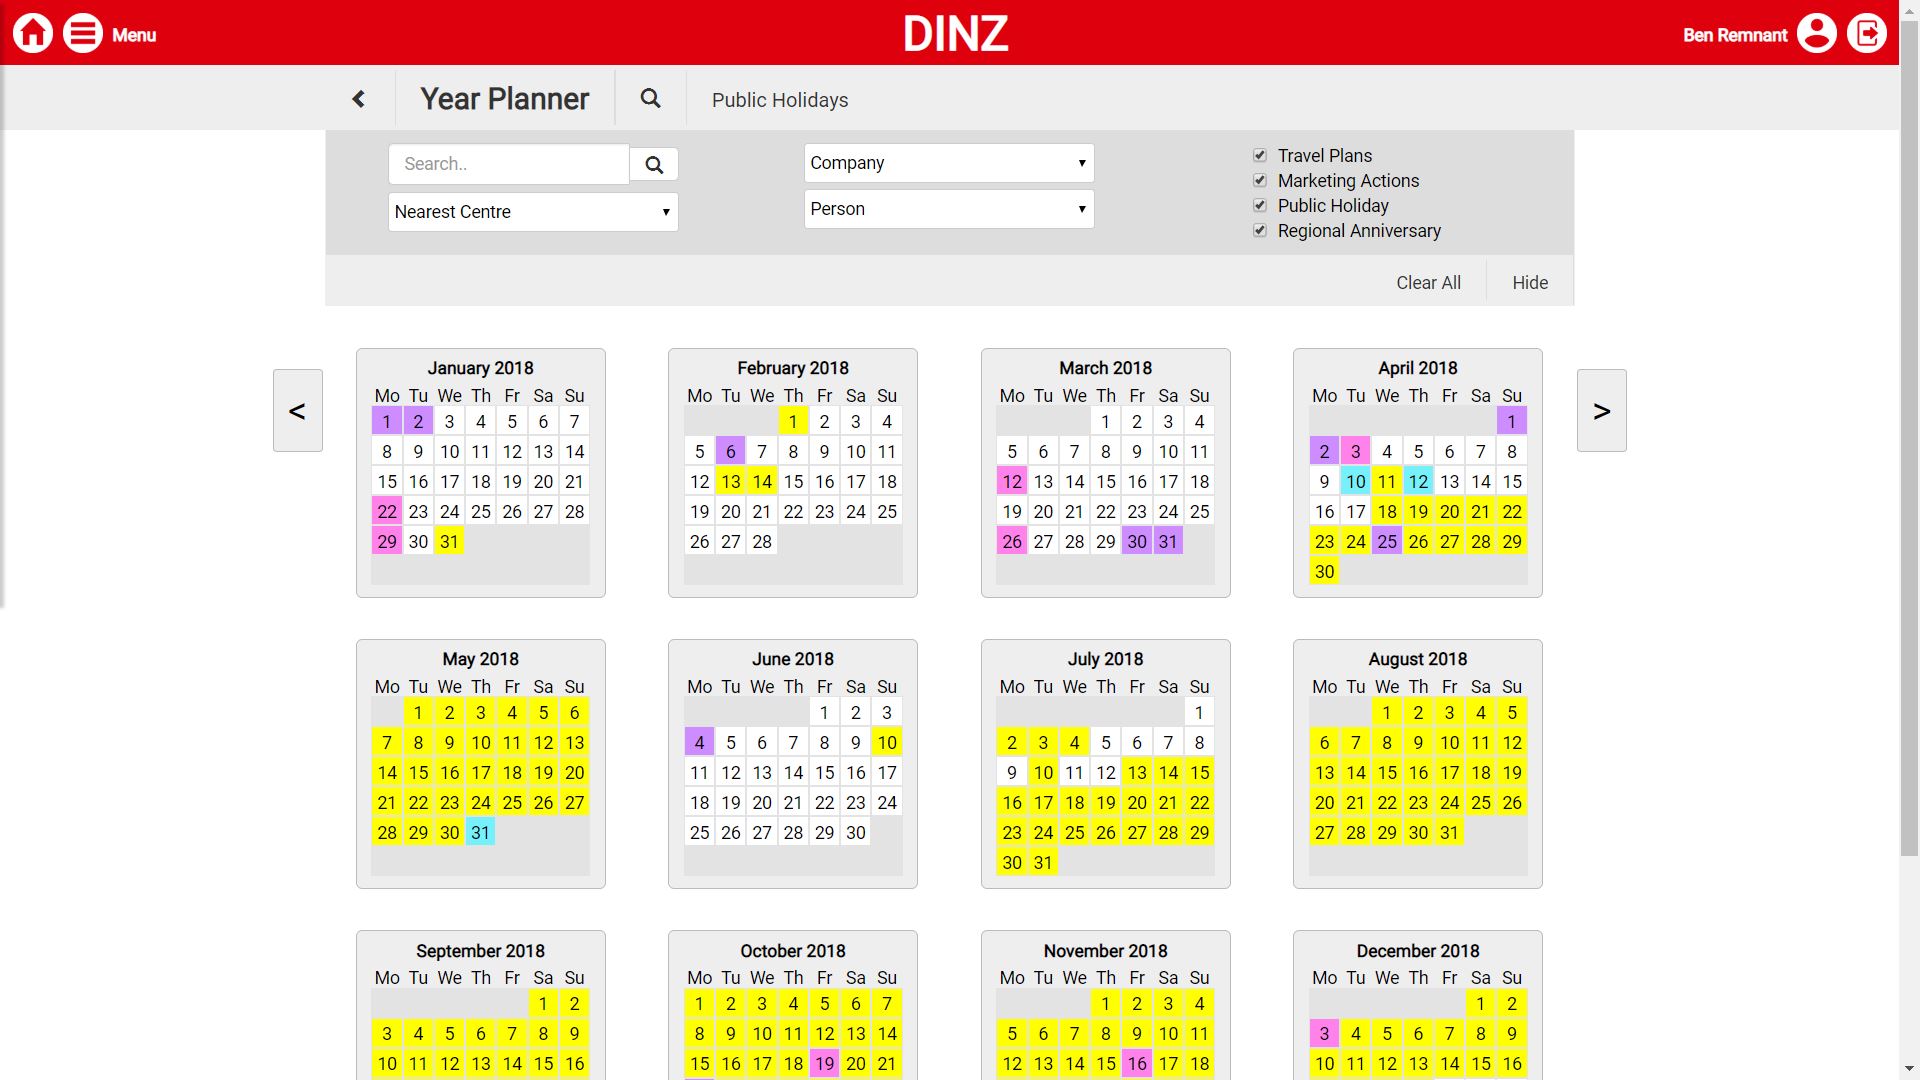 Menu
DINZ
Ben Remnant
Year Planner
Public Holidays
Search..
Company
Travel Plans
Marketing Actions
Nearest Centre
Person
Public Holiday
Regional Anniversary
Clear All
Hide
<
>
January 2018
Mo Tu We Th Fr Sa Su
1 2 3 4 5 6 7
8 9 10 11 12 13 14
15 16 17 18 19 20 21
22 23 24 25 26 27 28
29 30 31
February 2018
Mo Tu We Th Fr Sa Su
1 2 3 4
5 6 7 8 9 10 11
12 13 14 15 16 17 18
19 20 21 22 23 24 25
26 27 28
March 2018
Mo Tu We Th Fr Sa Su
1 2 3 4
5 6 7 8 9 10 11
12 13 14 15 16 17 18
19 20 21 22 23 24 25
26 27 28 29 30 31
April 2018
Mo Tu We Th Fr Sa Su
1
2 3 4 5 6 7 8
9 10 11 12 13 14 15
16 17 18 19 20 21 22
23 24 25 26 27 28 29
30
May 2018
Mo Tu We Th Fr Sa Su
1 2 3 4 5 6
7 8 9 10 11 12 13
14 15 16 17 18 19 20
21 22 23 24 25 26 27
28 29 30 31
June 2018
Mo Tu We Th Fr Sa Su
1 2 3
4 5 6 7 8 9 10
11 12 13 14 15 16 17
18 19 20 21 22 23 24
25 26 27 28 29 30
July 2018
Mo Tu We Th Fr Sa Su
1
2 3 4 5 6 7 8
9 10 11 12 13 14 15
16 17 18 19 20 21 22
23 24 25 26 27 28 29
30 31
August 2018
Mo Tu We Th Fr Sa Su
1 2 3 4 5
6 7 8 9 10 11 12
13 14 15 16 17 18 19
20 21 22 23 24 25 26
27 28 29 30 31
September 2018
Mo Tu We Th Fr Sa Su
1 2
3 4 5 6 7 8 9
10 11 12 13 14 15 16
October 2018
Mo Tu We Th Fr Sa Su
1 2 3 4 5 6 7
8 9 10 11 12 13 14
15 16 17 18 19 20 21
November 2018
Mo Tu We Th Fr Sa Su
1 2 3 4
5 6 7 8 9 10 11
12 13 14 15 16 17 18
December 2018
Mo Tu We Th Fr Sa Su
1 2
3 4 5 6 7 8 9
10 11 12 13 14 15 16